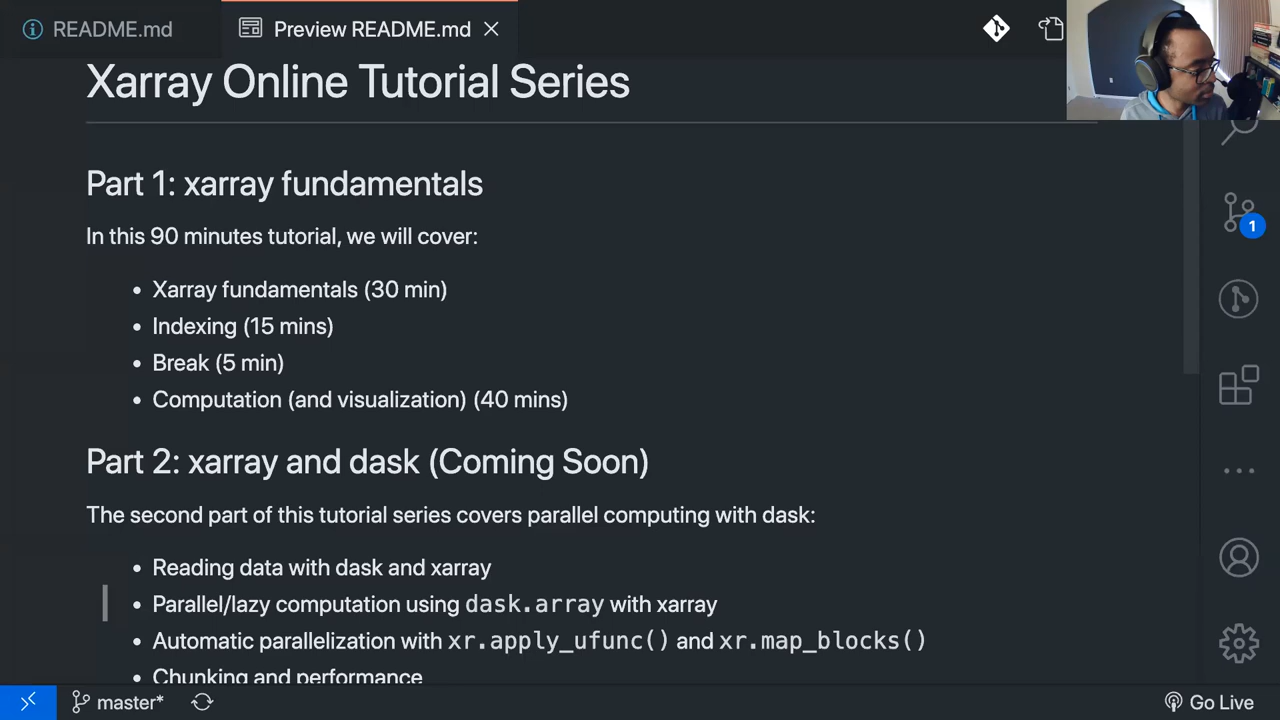 README.md
Preview README.md
Xarray Online Tutorial Series
Part 1: xarray fundamentals
In this 90 minutes tutorial, we will cover:
• Xarray fundamentals (30 min)
• Indexing (15 mins)
• Break (5 min)
• Computation (and visualization) (40 mins)
Part 2: xarray and dask (Coming Soon)
The second part of this tutorial series covers parallel computing with dask:
• Reading data with dask and xarray
• Parallel/lazy computation using dask.array with xarray
• Automatic parallelization with xr.apply_ufunc() and xr.map_blocks()
• Chunking and performance
1
master*
Go Live